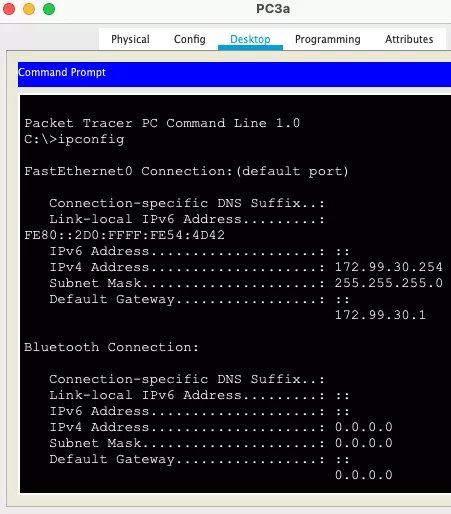 PC3a
Physical Config Desktop Programming Attributes
Command Prompt
Packet Tracer PC Command Line 1.0
C:\>ipconfig
FastEthernet0 Connection:(default port)
Connection-specific DNS Suffix..:
Link-local IPv6 Address.........:
FE80::2D0:FFFF:FE54:4D42
IPv6 Address....................: ::
IPv4 Address....................: 172.99.30.254
Subnet Mask.....................: 255.255.255.0
Default Gateway.................: ::
172.99.30.1
Bluetooth Connection:
Connection-specific DNS Suffix..:
Link-local IPv6 Address.........: ::
IPv6 Address....................: ::
IPv4 Address....................: 0.0.0.0
Subnet Mask.....................: 0.0.0.0
Default Gateway.................: ::
0.0.0.0